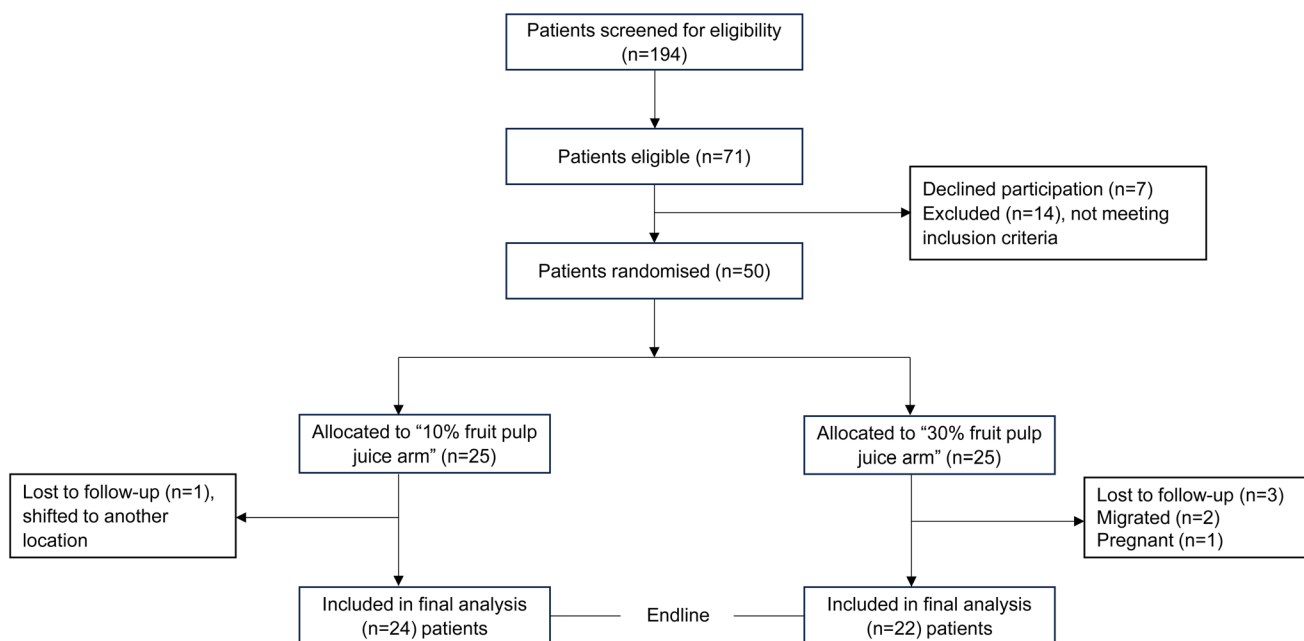 Patients screened for eligibility
(n=194)
Patients eligible (n=71)
Declined participation (n=7)
Excluded (n=14), not meeting
inclusion criteria
Patients randomised (n=50)
Allocated to “10% fruit pulp
juice arm” (n=25)
Allocated to “30% fruit pulp
juice arm” (n=25)
Lost to follow-up (n=1),
shifted to another
location
Lost to follow-up (n=3)
Migrated (n=2)
Pregnant (n=1)
Included in final analysis
(n=24) patients
Endline
Included in final analysis
(n=22) patients